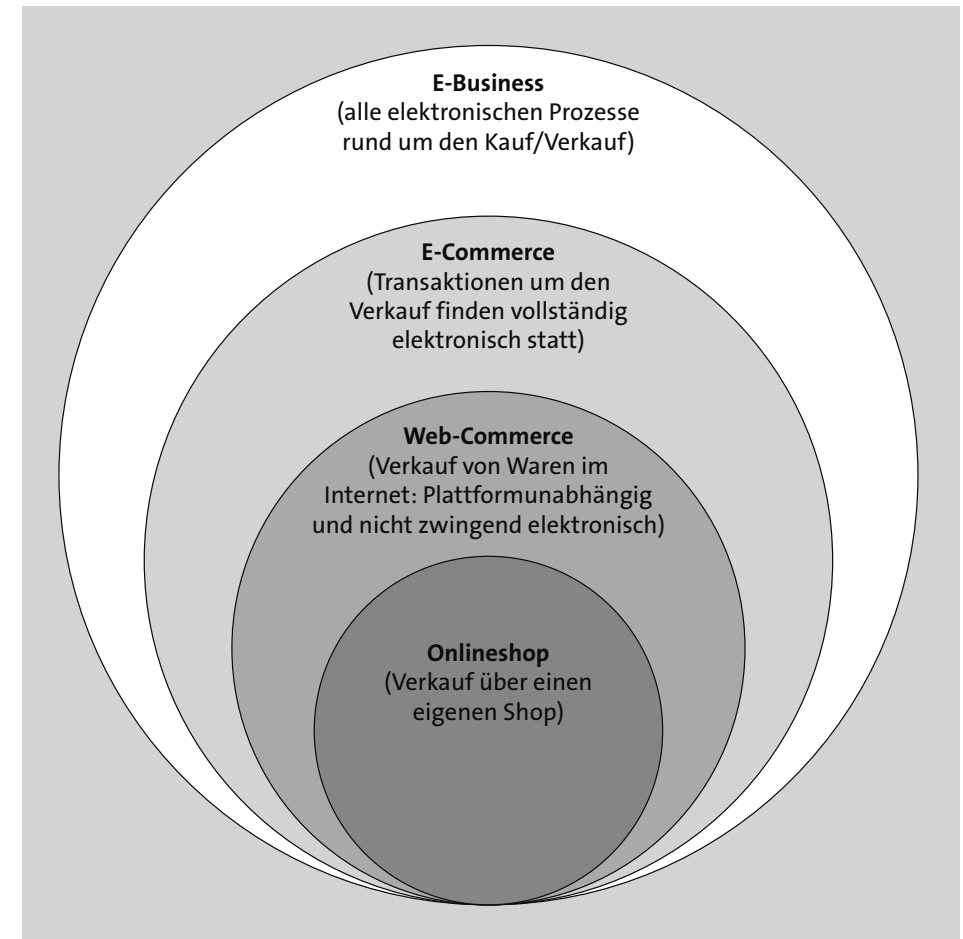 E-Business
(alle elektronischen Prozesse
rund um den Kauf/Verkauf)
E-Commerce
(Transaktionen um den
Verkauf finden vollständig
elektronisch statt)
Web-Commerce
(Verkauf von Waren im
Internet: Plattformunabhängig
und nicht zwingend elektronisch)
Onlineshop
(Verkauf über einen
eigenen Shop)